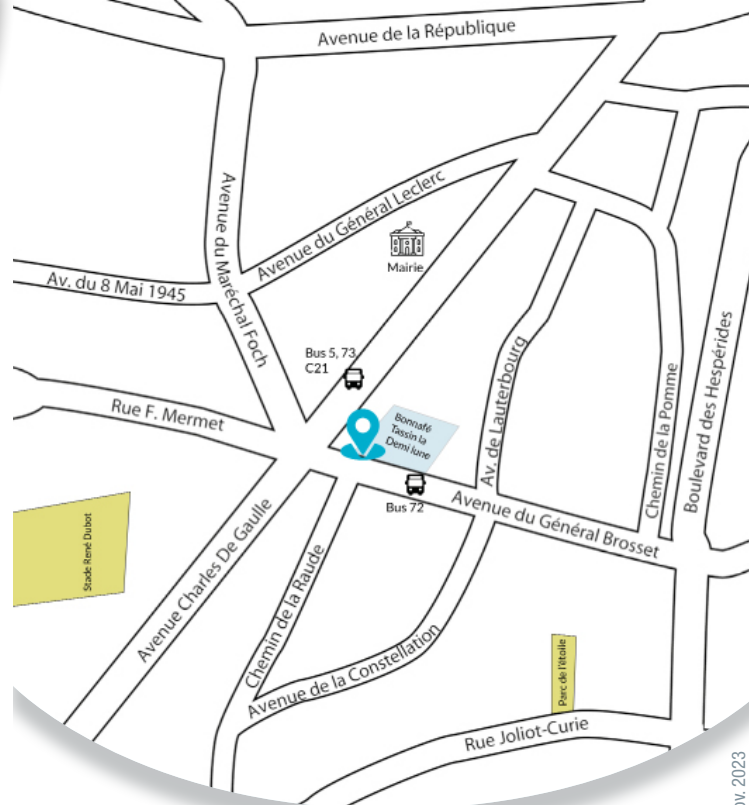 Avenue de la République
Avenue du Maréchal Foch
Avenue du Général Leclerc
Mairie
Av. du 8 Mai 1945
Bus 5, 73,
C21
Rue F. Mermet
Bonnafé
Tassin la
Demi lune
Av. de Lauterbourg
Chemin de la Pomme
Boulevard des Hespérides
Bus 72
Avenue du Général Brosset
Stade René Dubot
Avenue Charles De Gaulle
Chemin de la Raude
Avenue de la Constellation
Parc de l'étoile
Rue Joliot-Curie
2023